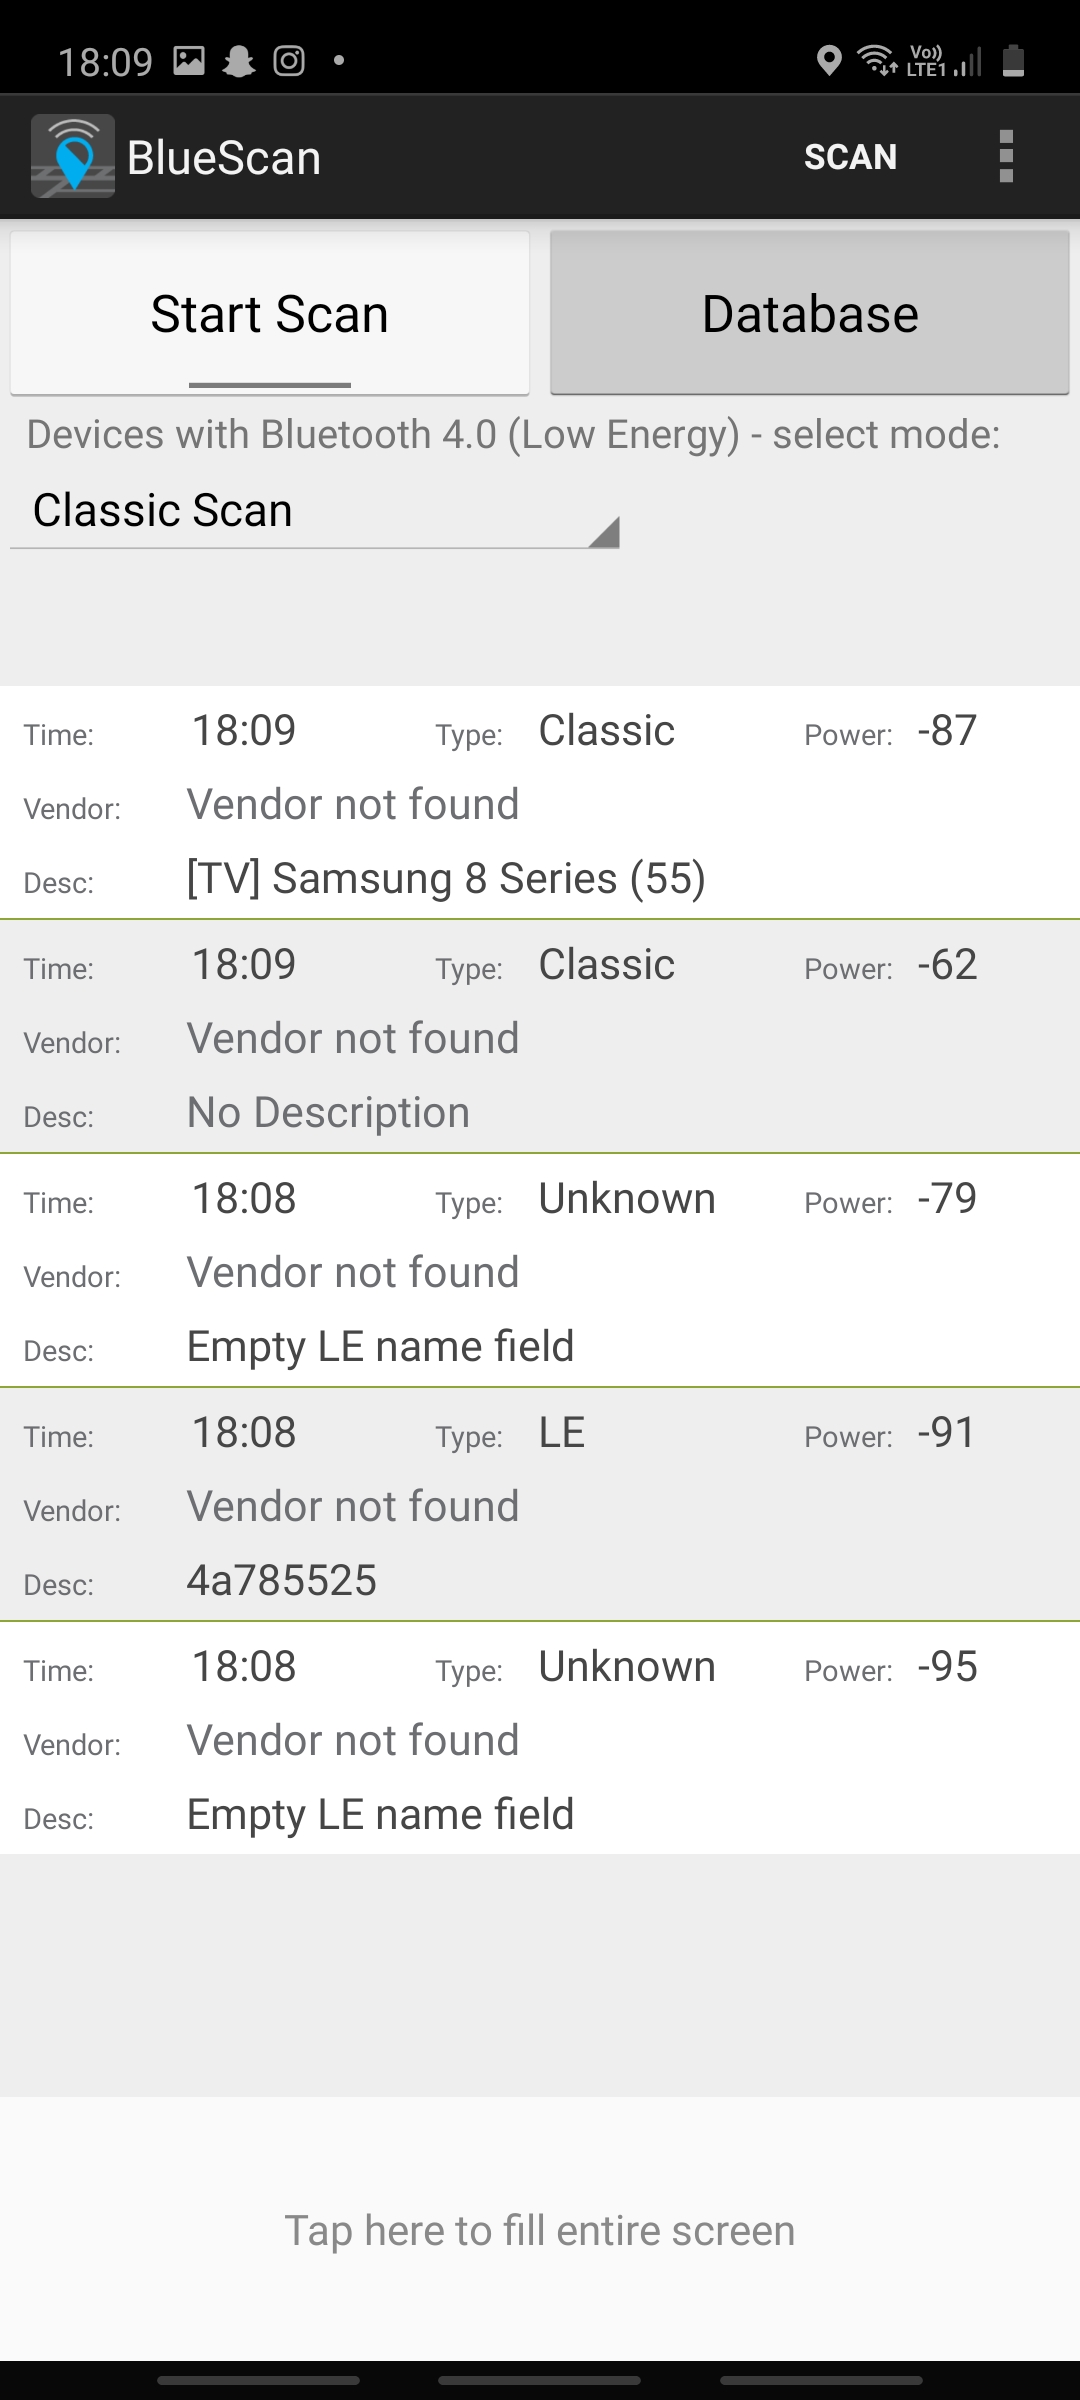 18:09 Vo)) LTE1
BlueScan SCAN
Start Scan Database
Devices with Bluetooth 4.0 (Low Energy) - select mode:
Classic Scan
Time: 18:09 Type: Classic Power: -87
Vendor: Vendor not found
Desc: [TV] Samsung 8 Series (55)
Time: 18:09 Type: Classic Power: -62
Vendor: Vendor not found
Desc: No Description
Time: 18:08 Type: Unknown Power: -79
Vendor: Vendor not found
Desc: Empty LE name field
Time: 18:08 Type: LE Power: -91
Vendor: Vendor not found
Desc: 4a785525
Time: 18:08 Type: Unknown Power: -95
Vendor: Vendor not found
Desc: Empty LE name field
Tap here to fill entire screen